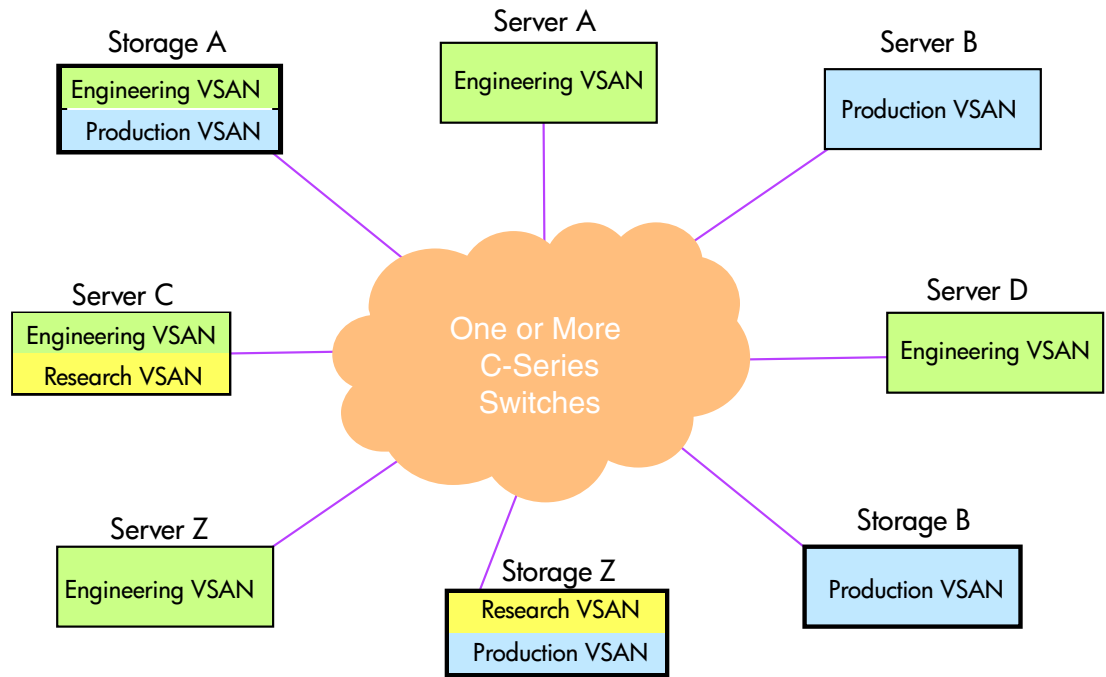 Storage A
Engineering VSAN
Production VSAN
Server A
Engineering VSAN
Server B
Production VSAN
Server C
Engineering VSAN
Research VSAN
One or More
C-Series
Switches
Server D
Engineering VSAN
Server Z
Engineering VSAN
Storage Z
Research VSAN
Production VSAN
Storage B
Production VSAN